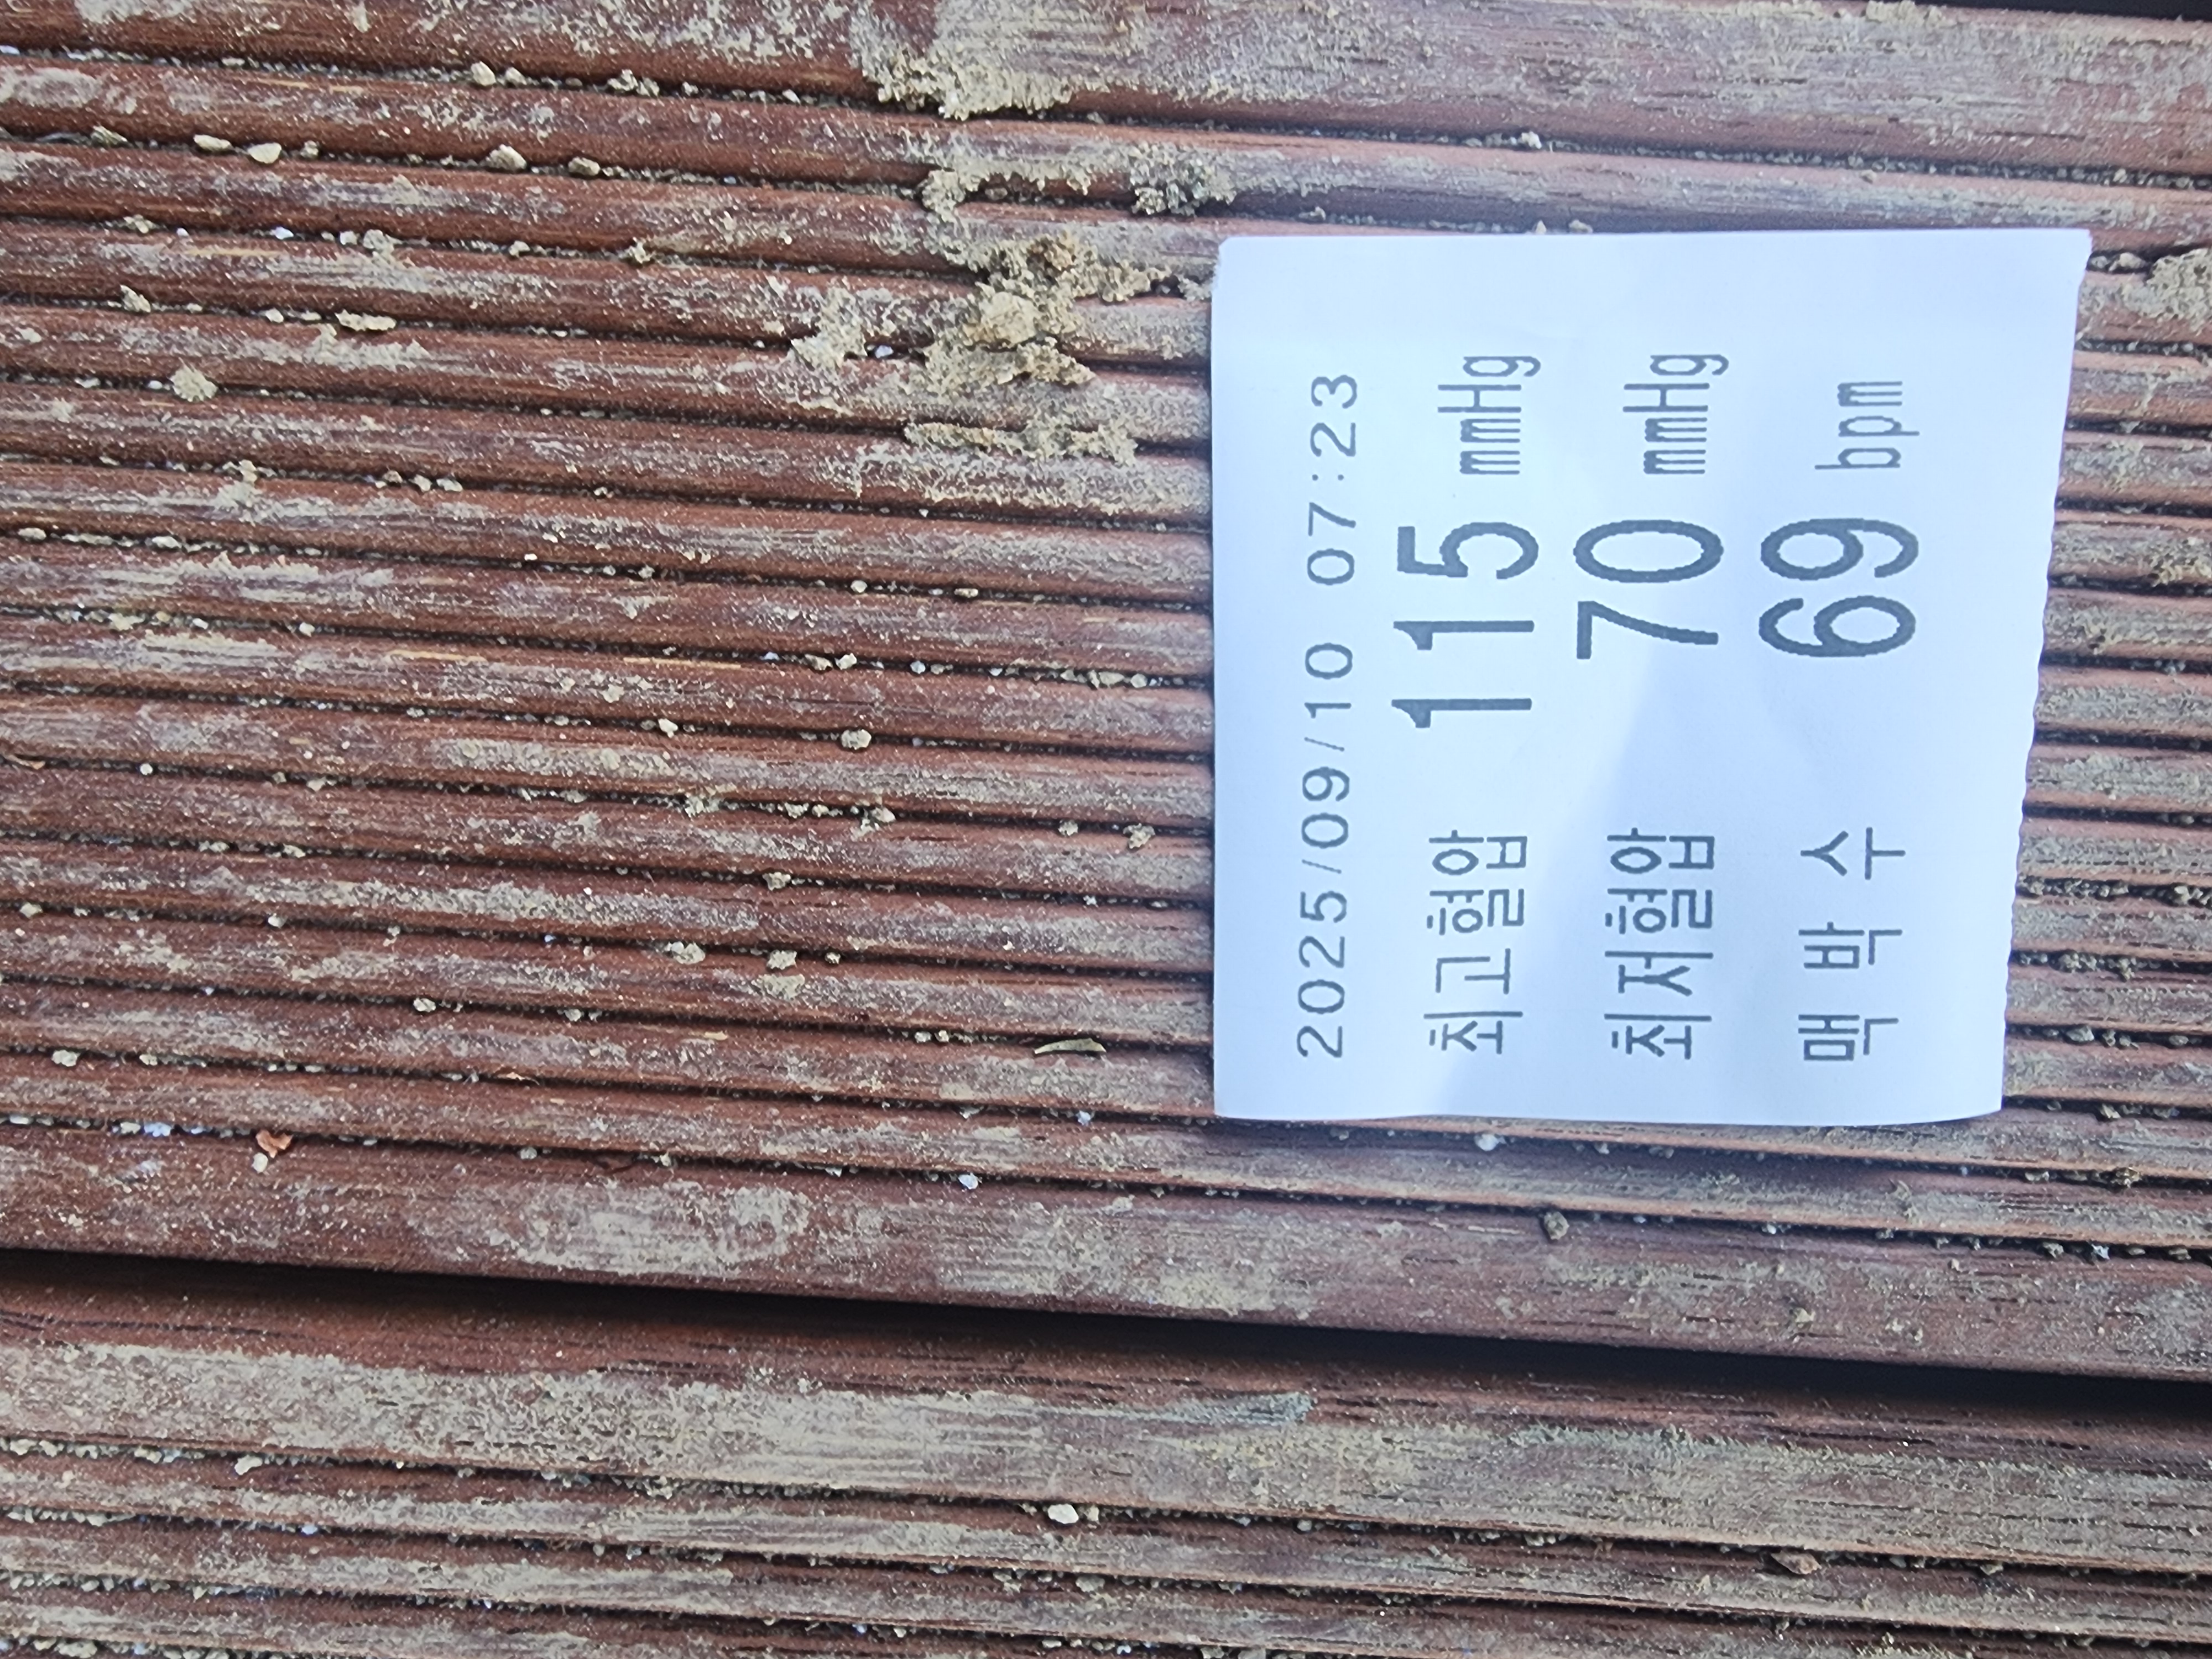 2025/09/10 07:23
최고혈압 115 mmHg
최저혈압 70 mmHg
맥박수 69 bpm